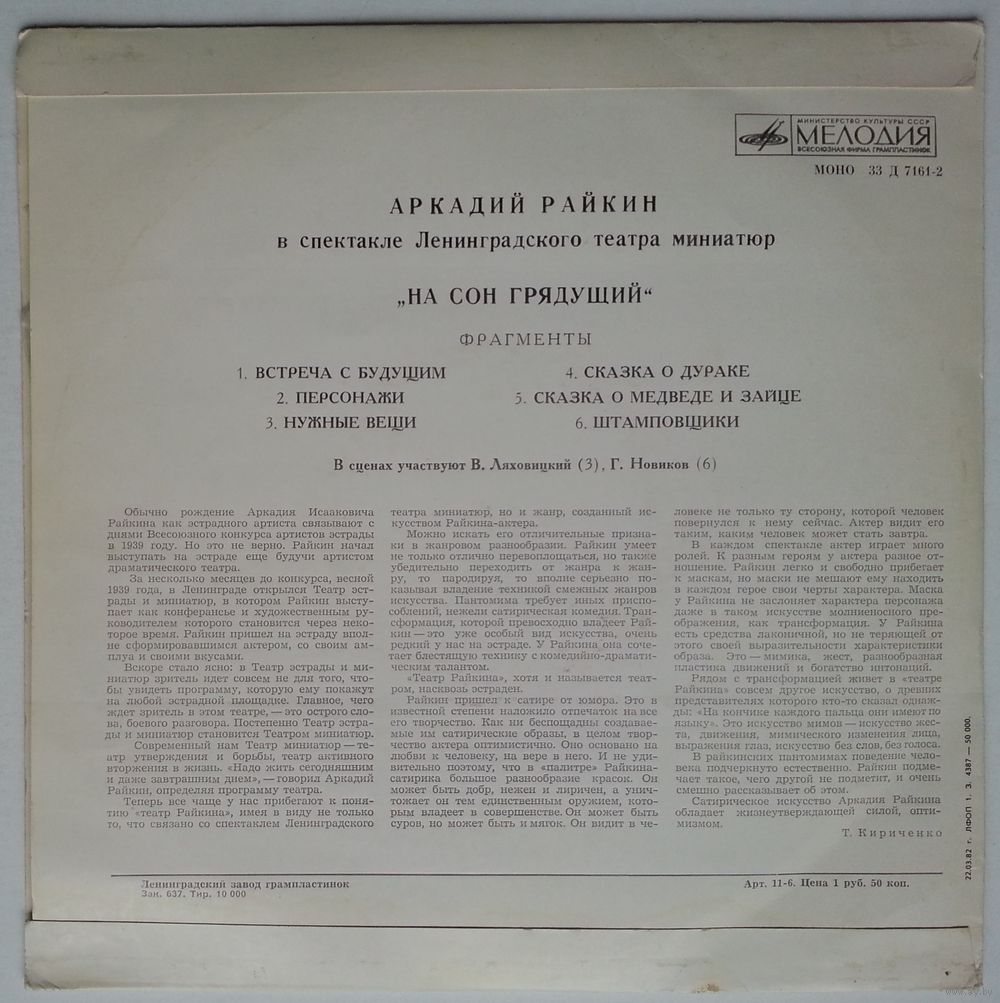 МИНИСТЕРСТВО КУЛЬТУРЫ СССР
МЕЛОДИЯ
ВСЕСОЮЗНАЯ ФИРМА ГРАМПЛАСТИНОК
МОНО 33 Д 7161-2
АРКАДИЙ РАЙКИН
в спектакле Ленинградского театра миниатюр
„НА СОН ГРЯДУЩИЙ“
ФРАГМЕНТЫ
1. ВСТРЕЧА С БУДУЩИМ
2. ПЕРСОНАЖИ
3. НУЖНЫЕ ВЕЩИ
4. СКАЗКА О ДУРАКЕ
5. СКАЗКА О МЕДВЕДЕ И ЗАЙЦЕ
6. ШТАМПОВЩИКИ
В сценах участвуют В. Ляховицкий (3), Г. Новиков (6)
Обычно рождение Аркадия Исааковича
Райкина как эстрадного артиста связывают с
днями Всесоюзного конкурса артистов эстрады
в 1939 году. Но это не верно. Райкин начал
выступать на эстраде еще будучи артистом
драматического театра.
За несколько месяцев до конкурса, весной
1939 года, в Ленинграде открылся Театр эст-
рады и миниатюр, в котором Райкин высту-
пает как конферансье и художественным ру-
ководителем которого становится через неко-
торое время. Райкин пришел на эстраду впол-
не сформировавшимся актером, со своим ам-
плуа и своими вкусами.
Вскоре стало ясно: в Театр эстрады и ми-
ниатюр зритель идет совсем не для того, что-
бы увидеть программу, которую ему покажут
на любой эстрадной площадке. Главное, чего
ждет зритель в этом театре, — это острого сло-
ва, боевого разговора. Постепенно Театр эстра-
ды и миниатюр становится Театром миниатюр.
Современный нам Театр миниатюр — те-
атр утверждения и борьбы, театр активного
вторжения в жизнь. «Надо жить сегодняшним
и даже завтрашним днем», — говорил Аркадий
Райкин, определяя программу театра.
Теперь все чаще у нас прибегают к поня-
тию «театр Райкина», имея в виду не только
то, что связано со спектаклем Ленинградского
театра миниатюр, но и жанр, созданный ис-
кусством Райкина-актера.
Можно искать его отличительные призна-
ки в жанровом разнообразии. Райкин умеет
не только отлично перевоплощаться, но также
убедительно переходить от жанра к жан-
ру, то пародируя, то вполне серьезно по-
казывая владение техникой смежных жанров
искусства. Пантомима требует иных приспо-
соблений, нежели сатирическая комедия. Тран-
сформация, которой превосходно владеет Рай-
кин — это уже особый вид искусства, очень
редкий у нас на эстраде. У Райкина она соче-
тает блестящую технику с комедийно-драмати-
ческим талантом.
«Театр Райкина», хотя и называется теат-
ром, насквозь эстраден.
Райкин пришел к сатире от юмора. Это в
известной степени наложило отпечаток на все
его творчество. Как ни беспощадны создавае-
мые им сатирические образы, в целом твор-
чество актера оптимистично. Оно основано на
любви к человеку, на вере в него. И не уди-
вительно поэтому, что в «палитре» Райкина-
сатирика большое разнообразие красок. Он
может быть добр, нежен и лиричен, а унич-
тожает он тем единственным оружием, кото-
рым владеет в совершенстве. Он может быть
суров, но может быть и мягок. Он видит в че-
ловеке не только ту сторону, которой человек
повернулся к нему сейчас. Актер видит его
таким, каким человек может стать завтра.
В каждом спектакле актер играет много
ролей. К разным героям у актера разное от-
ношение. Райкин легко и свободно прибегает
к маскам, но маски не мешают ему находить
в каждом герое свои черты характера. Маска
у Райкина не заслоняет характера персонажа
даже в таком искусстве молниеносного пре-
ображения, как трансформация. У Райкина
есть средства лаконичной, но не теряющей от
этого своей выразительности характеристики
образа. Это — мимика, жест, разнообразная
пластика движений и богатство интонаций.
Рядом с трансформацией живет в «театре
Райкина» совсем другое искусство, о древних
представителях которого кто-то сказал однаж-
ды: «На кончике каждого пальца они имеют по
языку». Это искусство мимов — искусство жес-
та, движения, мимического изменения лица,
выражения глаз, искусство без слов, без голоса.
В райкинских пантомимах поведение чело-
века подчеркнуто естественно. Райкин подме-
чает такое, чего другой не подметит, и очень
смешно рассказывает об этом.
Сатирическое искусство Аркадия Райкина
обладает жизнеутверждающей силой, опти-
мизмом.
Т. Кириченко
Ленинградский завод грампластинок
Зак. 637. Тир. 10 000
Арт. 11-6. Цена 1 руб. 50 коп.
22.03.82 г. ЛФОП 1. З. 4387 — 50 000.
www.ay.by